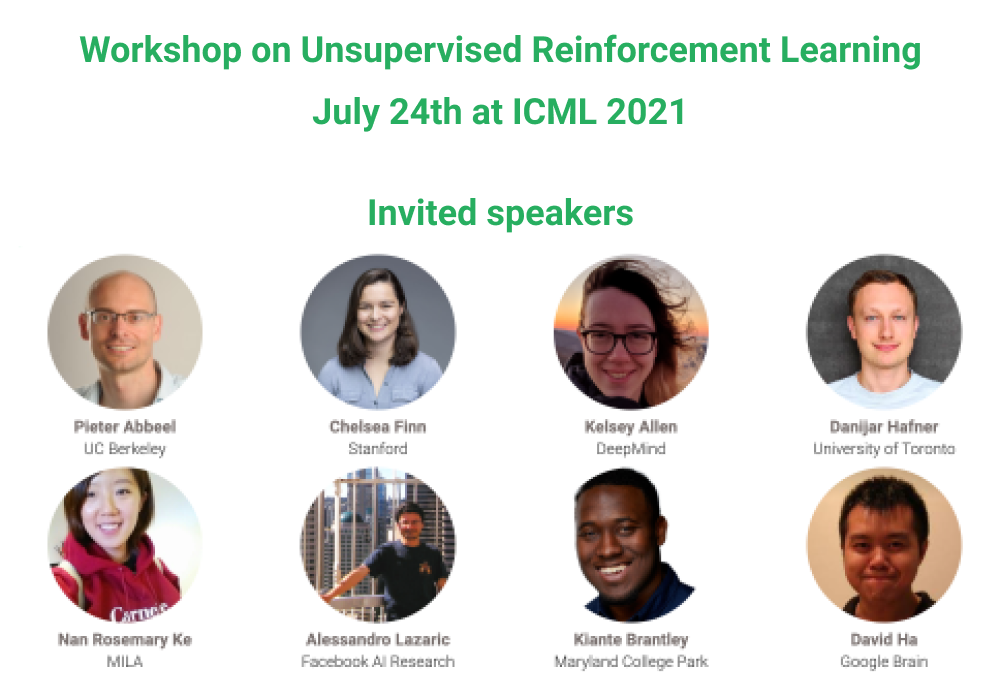 Workshop on Unsupervised Reinforcement Learning
July 24th at ICML 2021
Invited speakers
Pieter Abbeel
UC Berkeley
Chelsea Finn
Stanford
Kelsey Allen
DeepMind
Danijar Hafner
University of Toronto
Nan Rosemary Ke
MILA
Alessandro Lazaric
Facebook AI Research
Kiante Brantley
Maryland College Park
David Ha
Google Brain